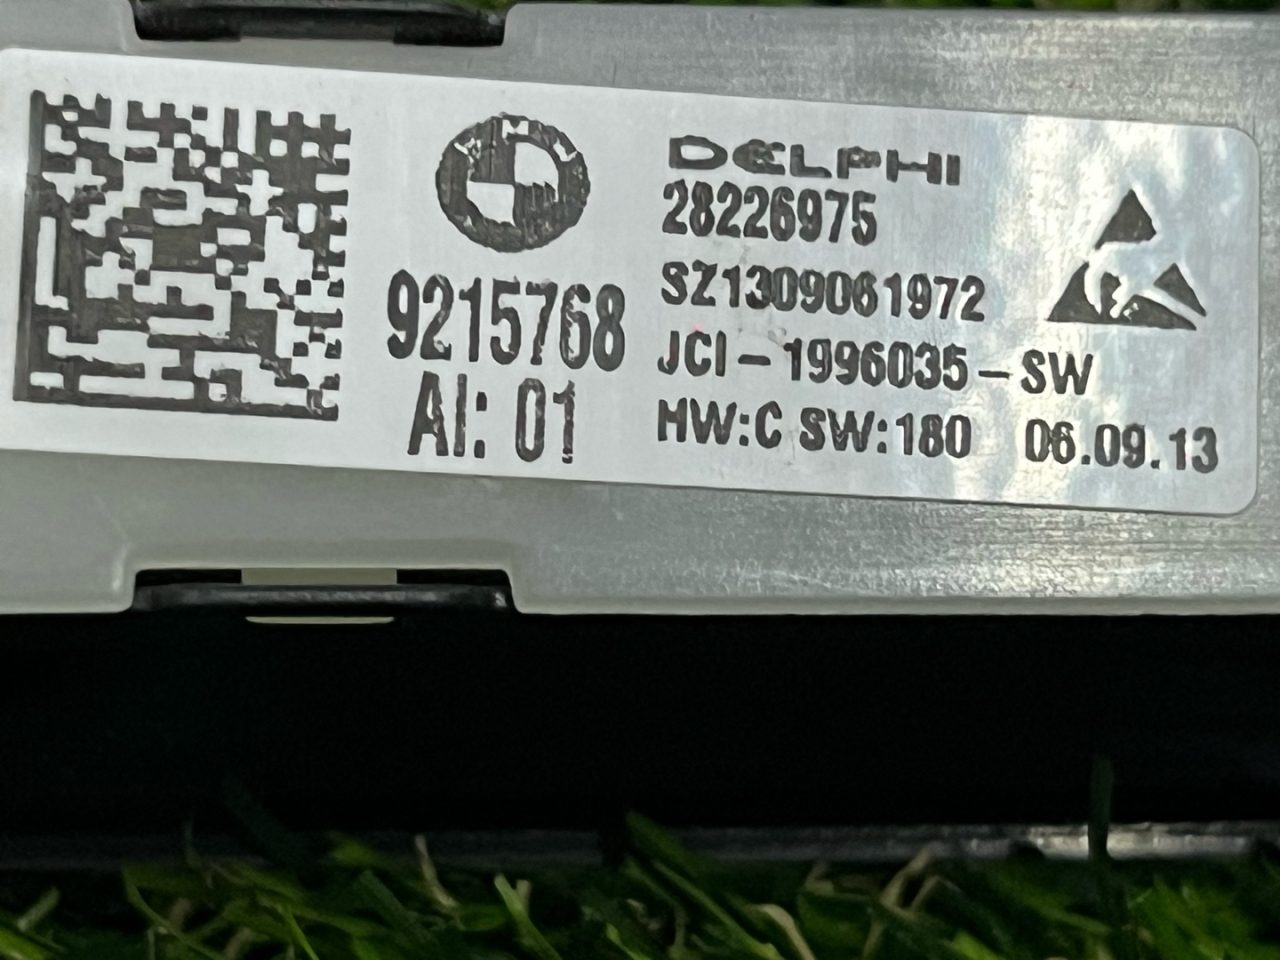 9215768
AI: 01
DELPHI
28226975
SZ1309061972
JCI-1996035-SW
HW:C SW:180 06.09.13